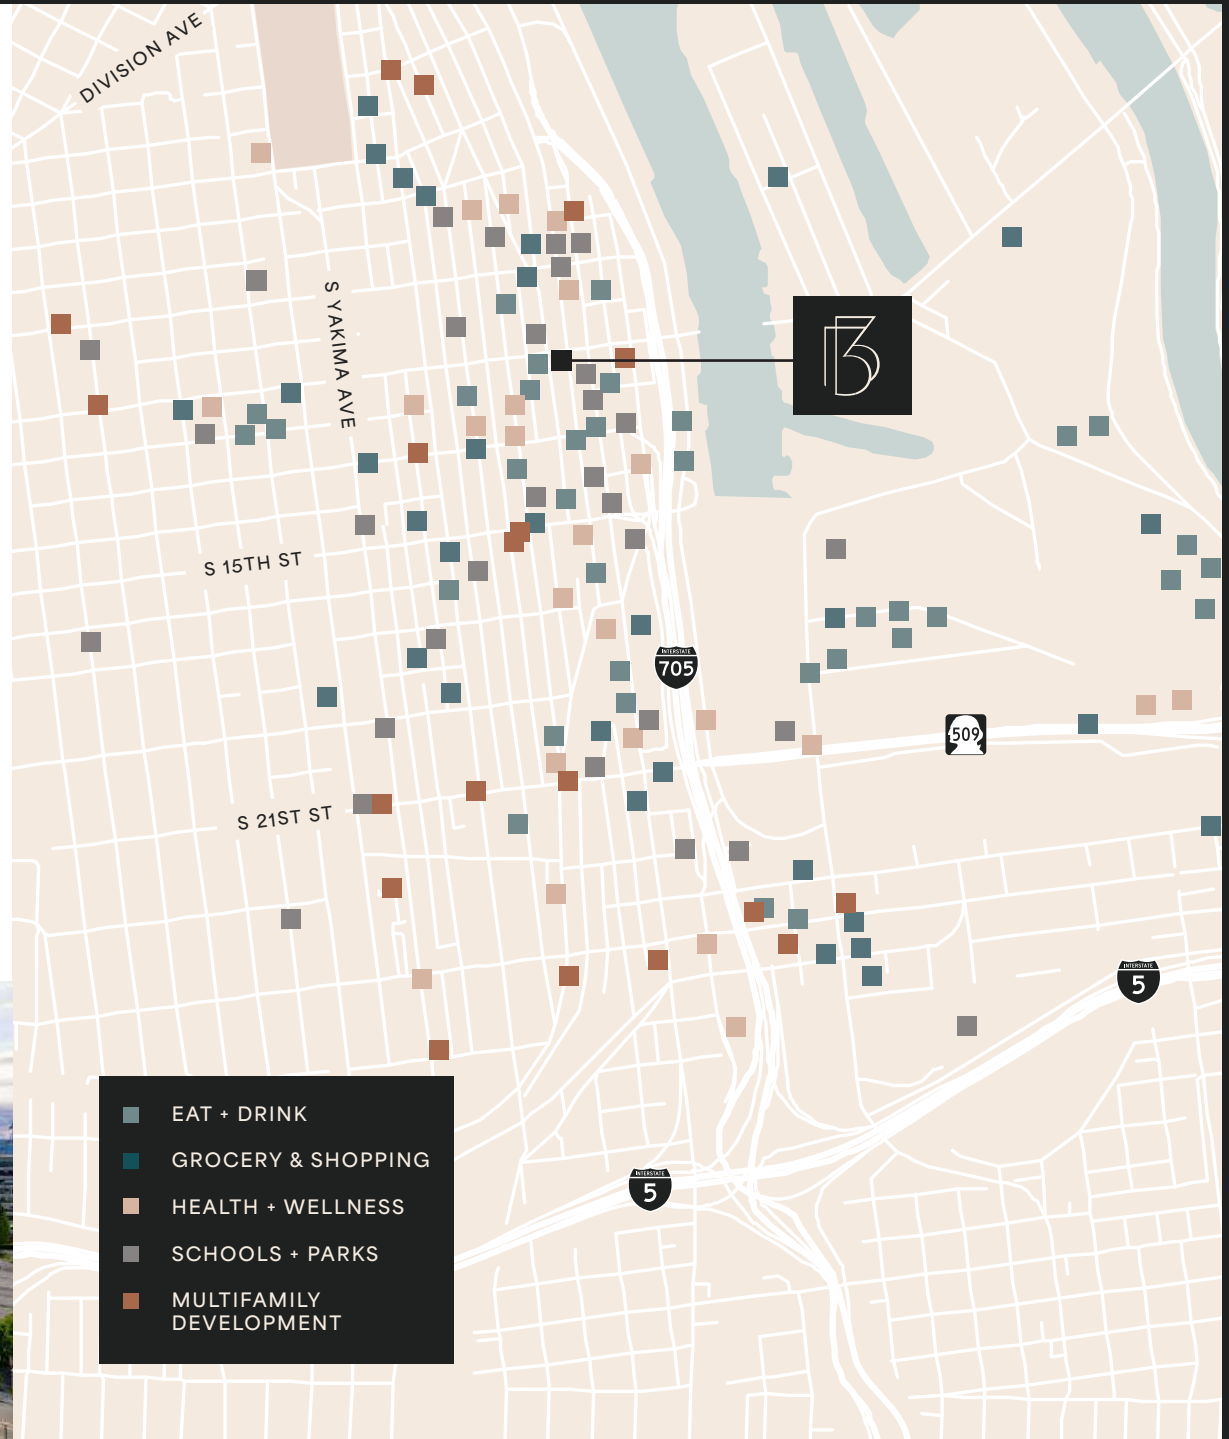 DIVISION AVE
S YAKIMA AVE
B
S 15TH ST
INTERSTATE
705
509
S 21ST ST
INTERSTATE
5
EAT + DRINK
GROCERY & SHOPPING
HEALTH + WELLNESS
SCHOOLS + PARKS
MULTIFAMILY
DEVELOPMENT
INTERSTATE
5